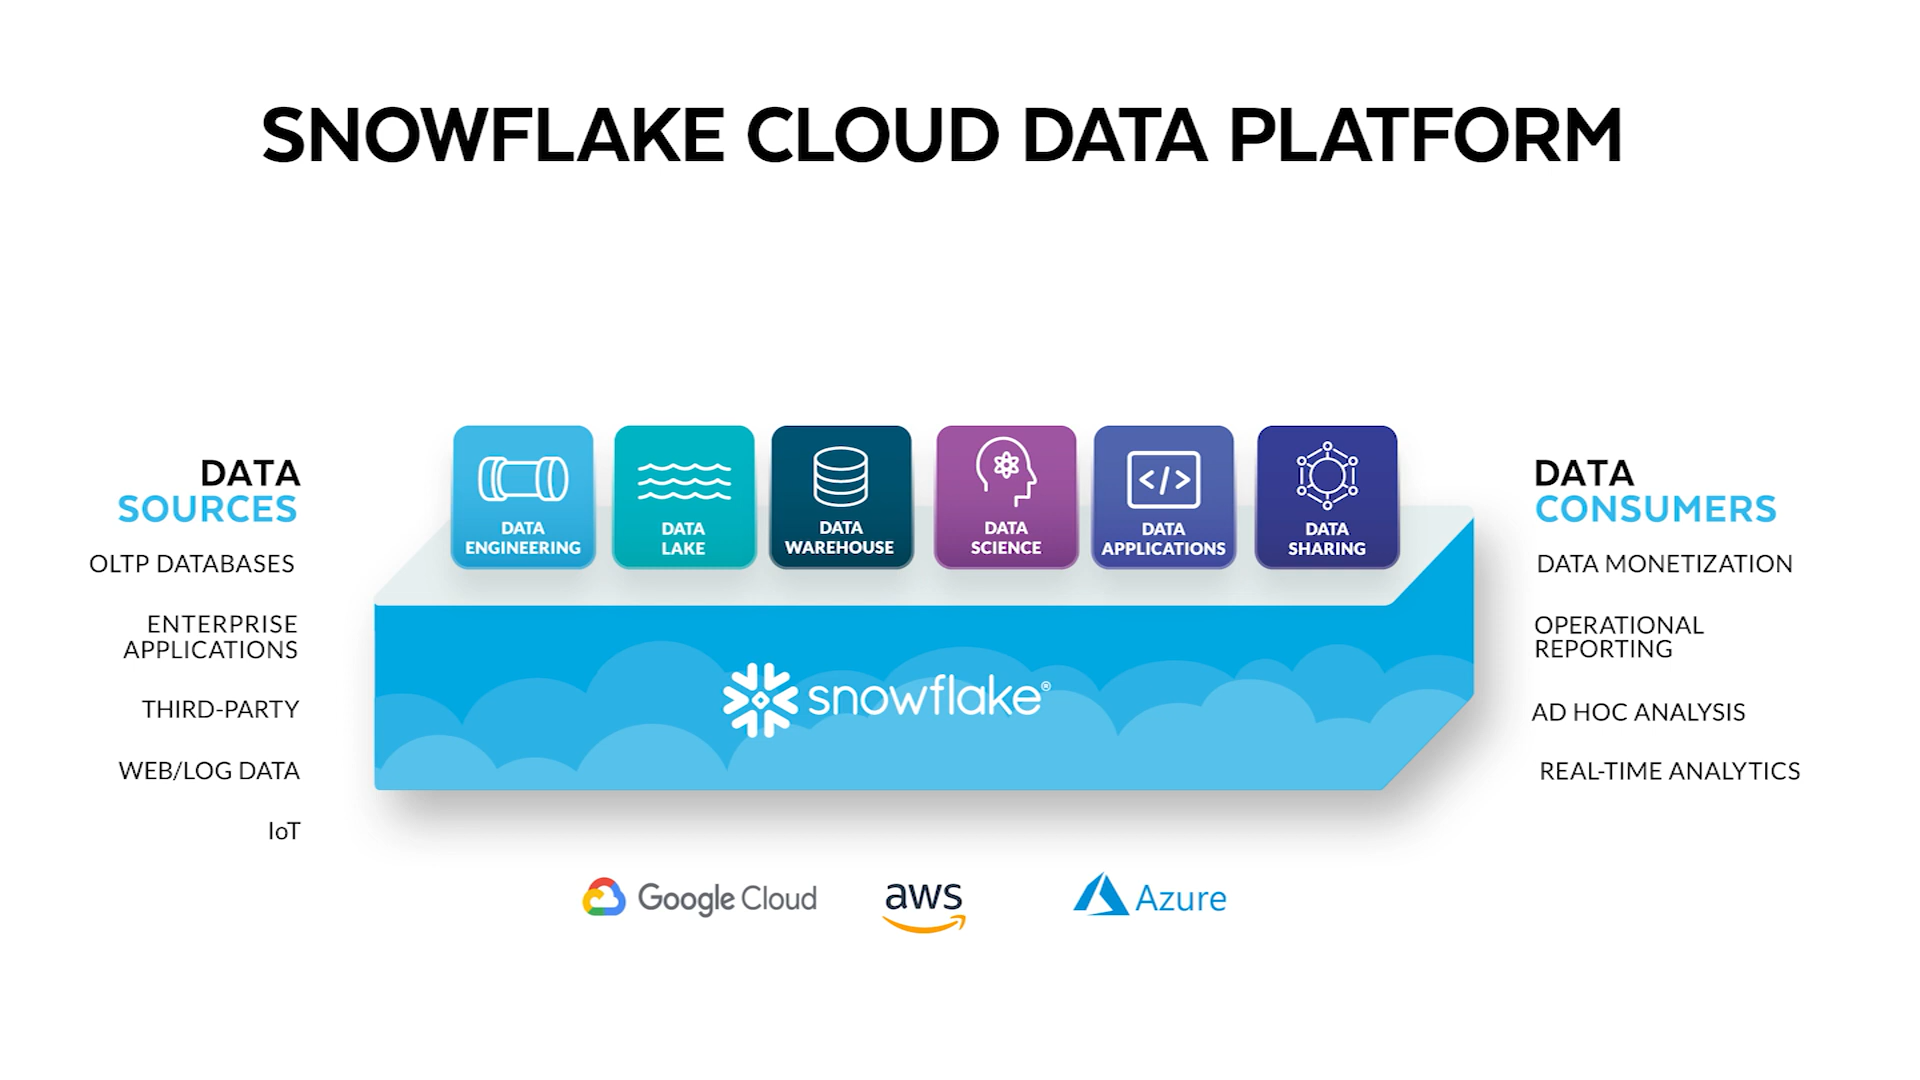 SNOWFLAKE CLOUD DATA PLATFORM
DATA
SOURCES
OLTP DATABASES
ENTERPRISE
APPLICATIONS
THIRD-PARTY
WEB/LOG DATA
IoT
DATA
ENGINEERING
DATA
LAKE
DATA
WAREHOUSE
DATA
SCIENCE
</>
DATA
APPLICATIONS
DATA
SHARING
snowflake®
DATA
CONSUMERS
DATA MONETIZATION
OPERATIONAL
REPORTING
AD HOC ANALYSIS
REAL-TIME ANALYTICS
Google Cloud
aws
Azure